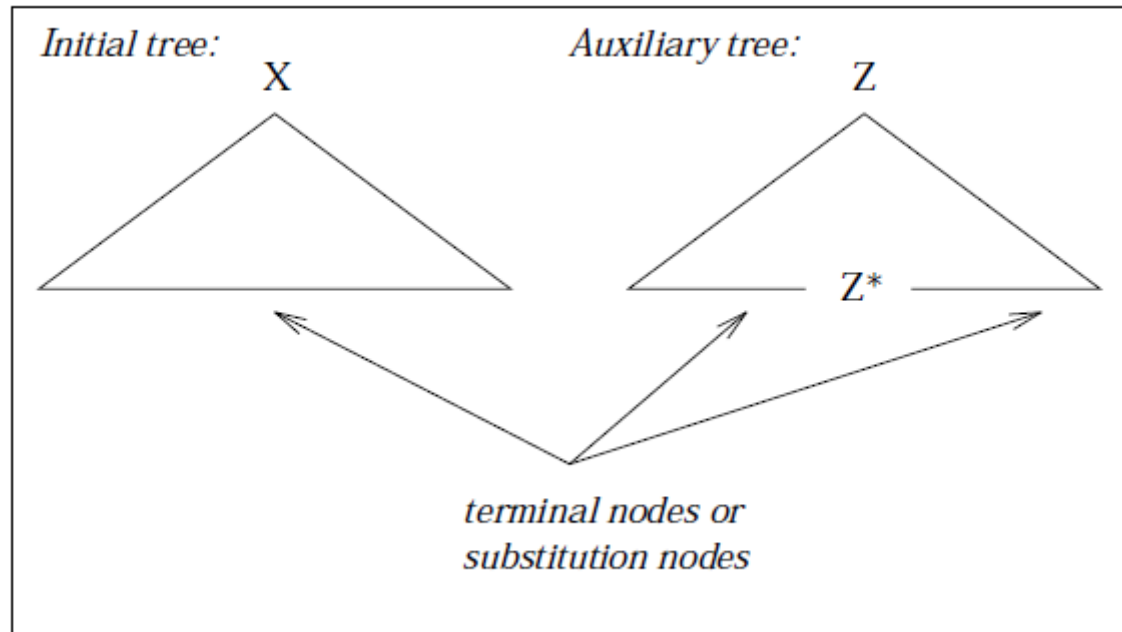 Initial tree:
Auxiliary tree:
X
Z
Z*
terminal nodes or
substitution nodes